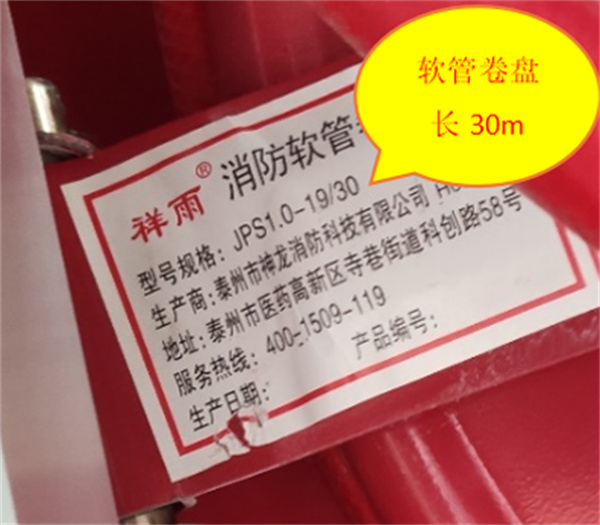 软管卷盘
长 30m
祥雨® 消防软管
型号规格：JPS1.0-19/30
生产商：泰州市神龙消防科技有限公司
地址：泰州市医药高新区寺巷街道科创路58号
服务热线：400-1509-119
生产日期： 产品编号：